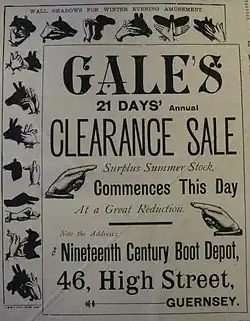 WALL SHADOWS FOR WINTER EVENING AMUSEMENT.
GALE'S
21 DAYS' Annual
CLEARANCE SALE
Surplus Summer Stock,
Commences This Day
At a Great Reduction.
Note the Address:
The Nineteenth Century Boot Depot,
46, High Street,
GUERNSEY.